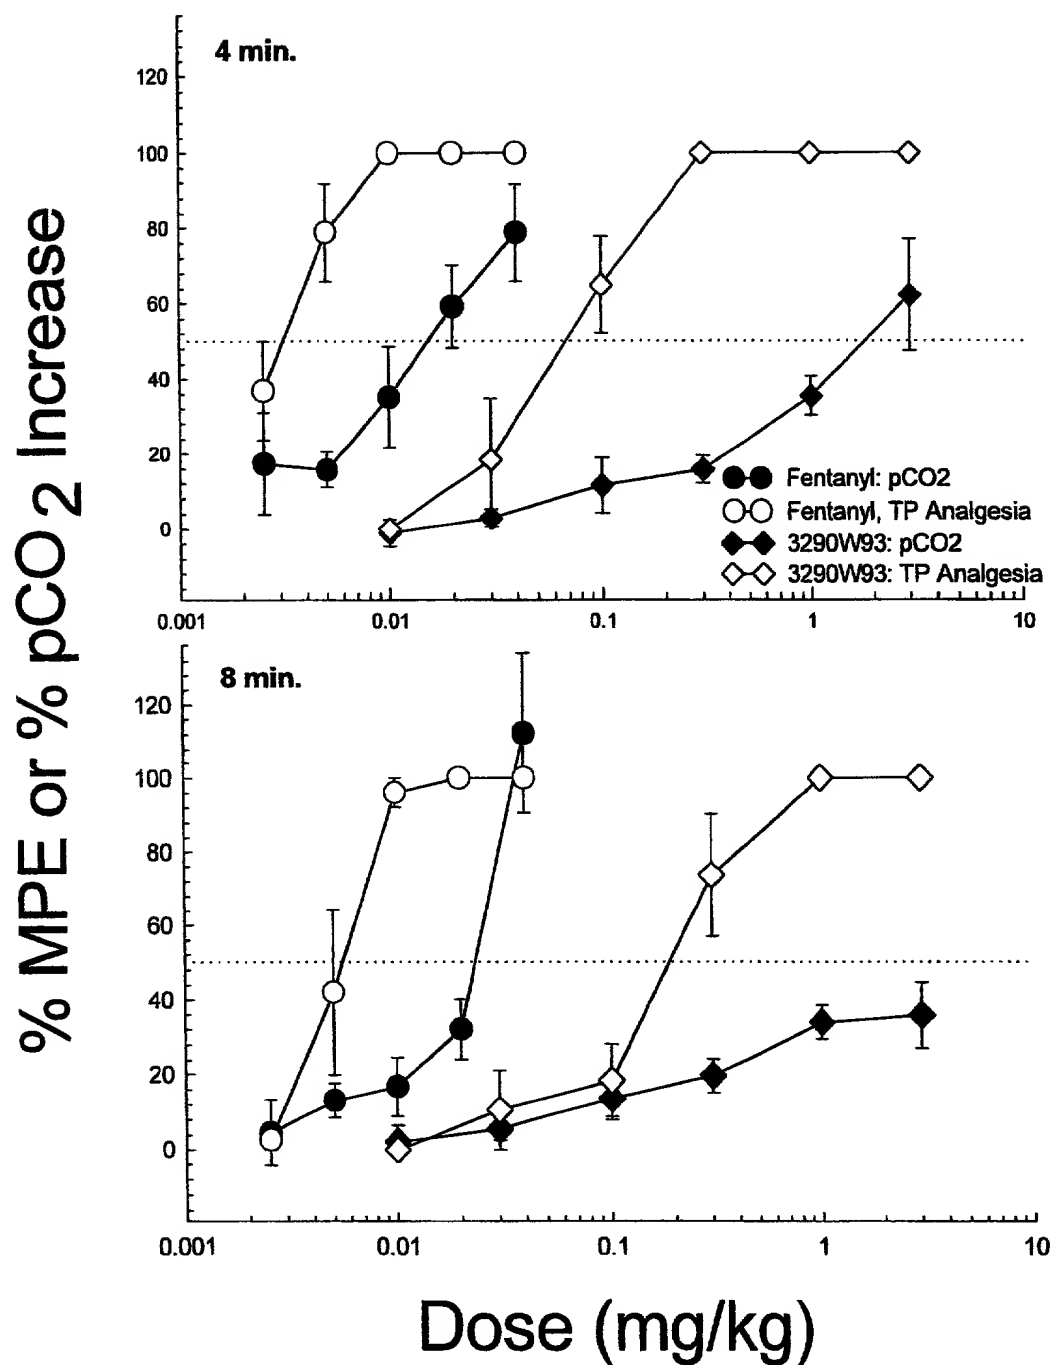 % MPE or % pCO2 Increase
4 min.
120
100
80
60
40
20
0
Fentanyl: pCO2
Fentanyl, TP Analgesia
3290W93: pCO2
3290W93: TP Analgesia
0.001 0.01 0.1 1 10
8 min.
120
100
80
60
40
20
0
0.001 0.01 0.1 1 10
Dose (mg/kg)